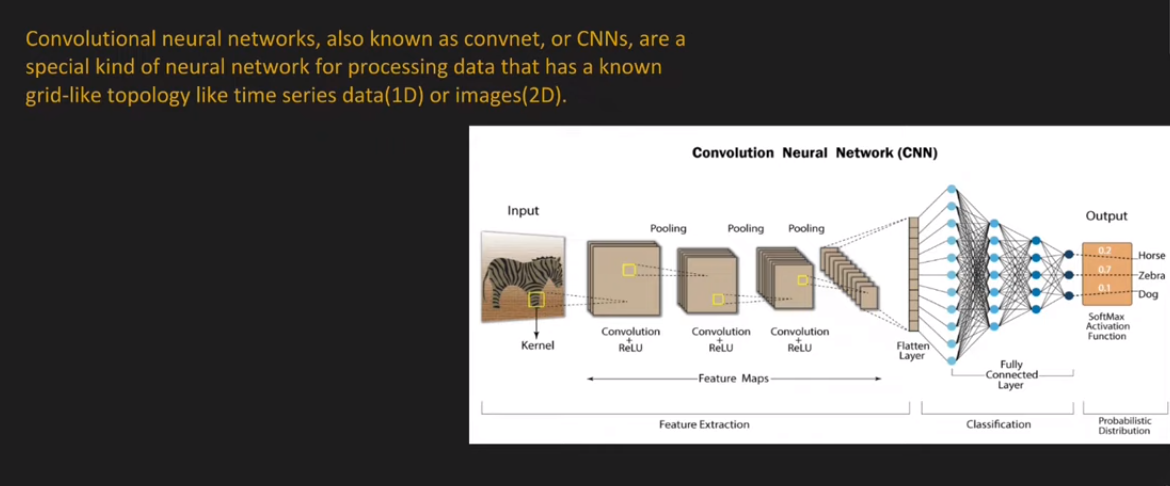 Convolutional neural networks, also known as convnet, or CNNs, are a
special kind of neural network for processing data that has a known
grid-like topology like time series data(1D) or images(2D).
Convolution Neural Network (CNN)
Input
Pooling
Pooling
Pooling
Output
0.2
Horse
0.7
Zebra
0.1
Dog
Kernel
Convolution
+
ReLU
Convolution
+
ReLU
Convolution
+
ReLU
Flatten
Layer
SoftMax
Activation
Function
Fully
Connected
Layer
Feature Maps
Feature Extraction
Classification
Probabilistic
Distribution